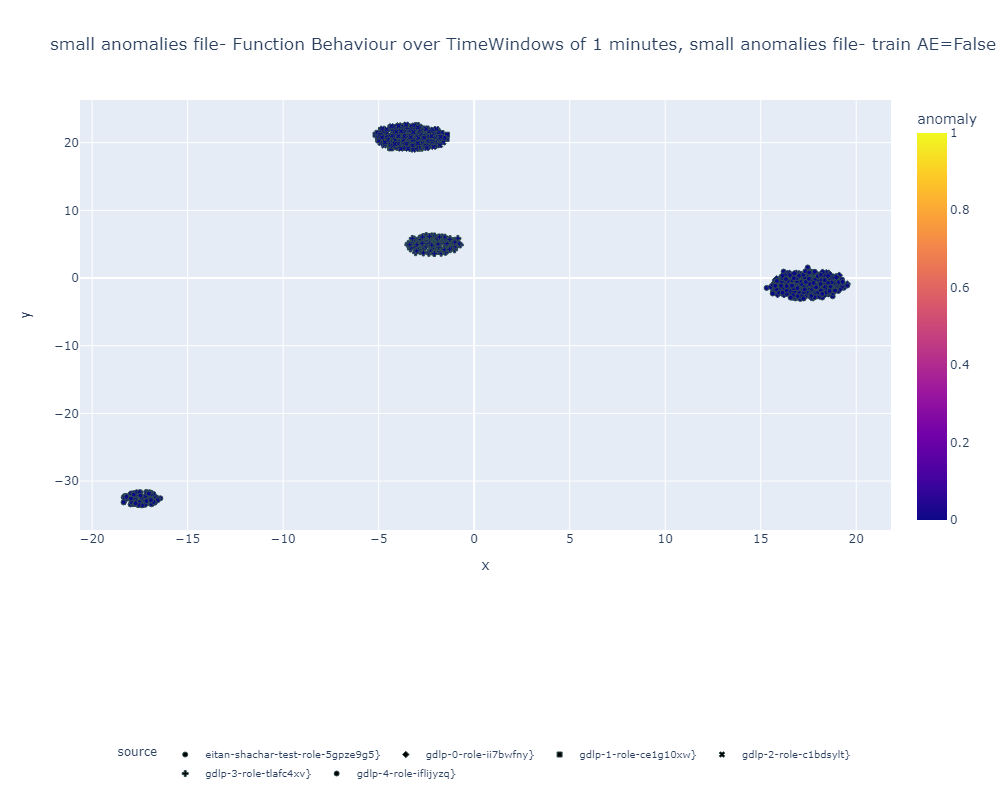 small anomalies file- Function Behaviour over TimeWindows of 1 minutes, small anomalies file- train AE=False
anomaly
1
0.8
0.6
0.4
0.2
0
20
10
0
−10
−20
−30
y
−20 −15 −10 −5 0 5 10 15 20
x
source eitan-shachar-test-role-5gpze9g5} gdlp-0-role-ii7bwfny} gdlp-1-role-ce1g10xw} gdlp-2-role-c1bdsylt}
gdlp-3-role-tlafc4xv} gdlp-4-role-iflijyzq}